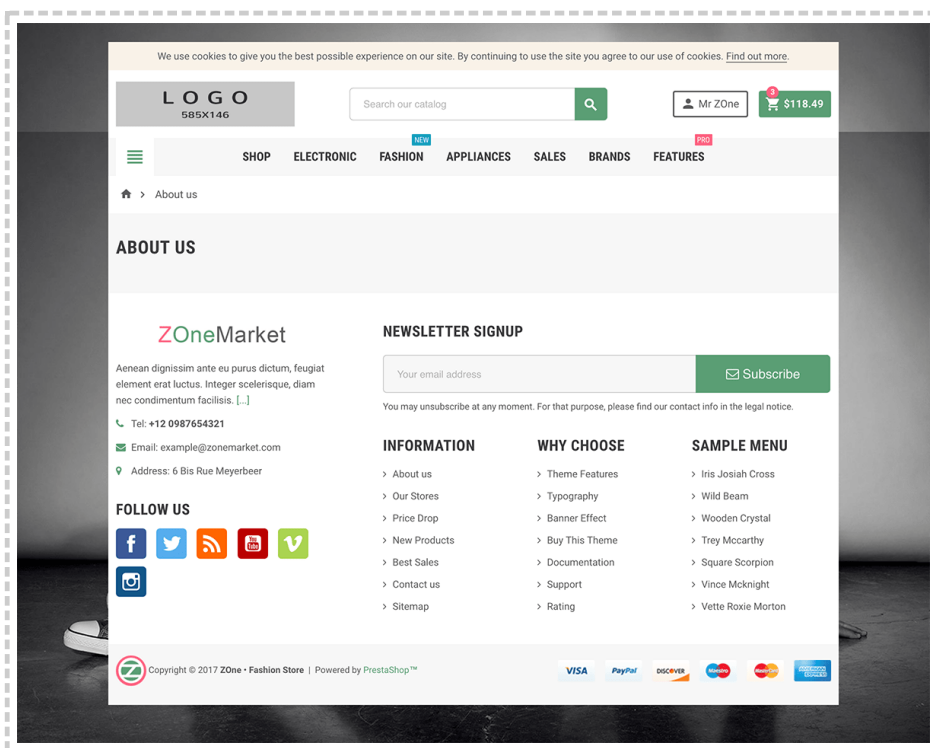 We use cookies to give you the best possible experience on our site. By continuing to use the site you agree to our use of cookies. Find out more.
LOGO
585X146
Search our catalog
Mr ZOne
3
$118.49
NEW
PRO
SHOP ELECTRONIC FASHION APPLIANCES SALES BRANDS FEATURES
About us
ABOUT US
ZOneMarket
Aenean dignissim ante eu purus dictum, feugiat
element erat luctus. Integer scelerisque, diam
nec condimentum facilisis. [...]
Tel: +12 0987654321
Email: example@zonemarket.com
Address: 6 Bis Rue Meyerbeer
FOLLOW US
You Tube
NEWSLETTER SIGNUP
Your email address
Subscribe
You may unsubscribe at any moment. For that purpose, please find our contact info in the legal notice.
INFORMATION
About us
Our Stores
Price Drop
New Products
Best Sales
Contact us
Sitemap
WHY CHOOSE
Theme Features
Typography
Banner Effect
Buy This Theme
Documentation
Support
Rating
SAMPLE MENU
Iris Josiah Cross
Wild Beam
Wooden Crystal
Trey Mccarthy
Square Scorpion
Vince Mcknight
Vette Roxie Morton
Copyright © 2017 ZOne • Fashion Store | Powered by PrestaShop™
VISA PayPal DISCOVER Maestro MasterCard AMERICAN EXPRESS